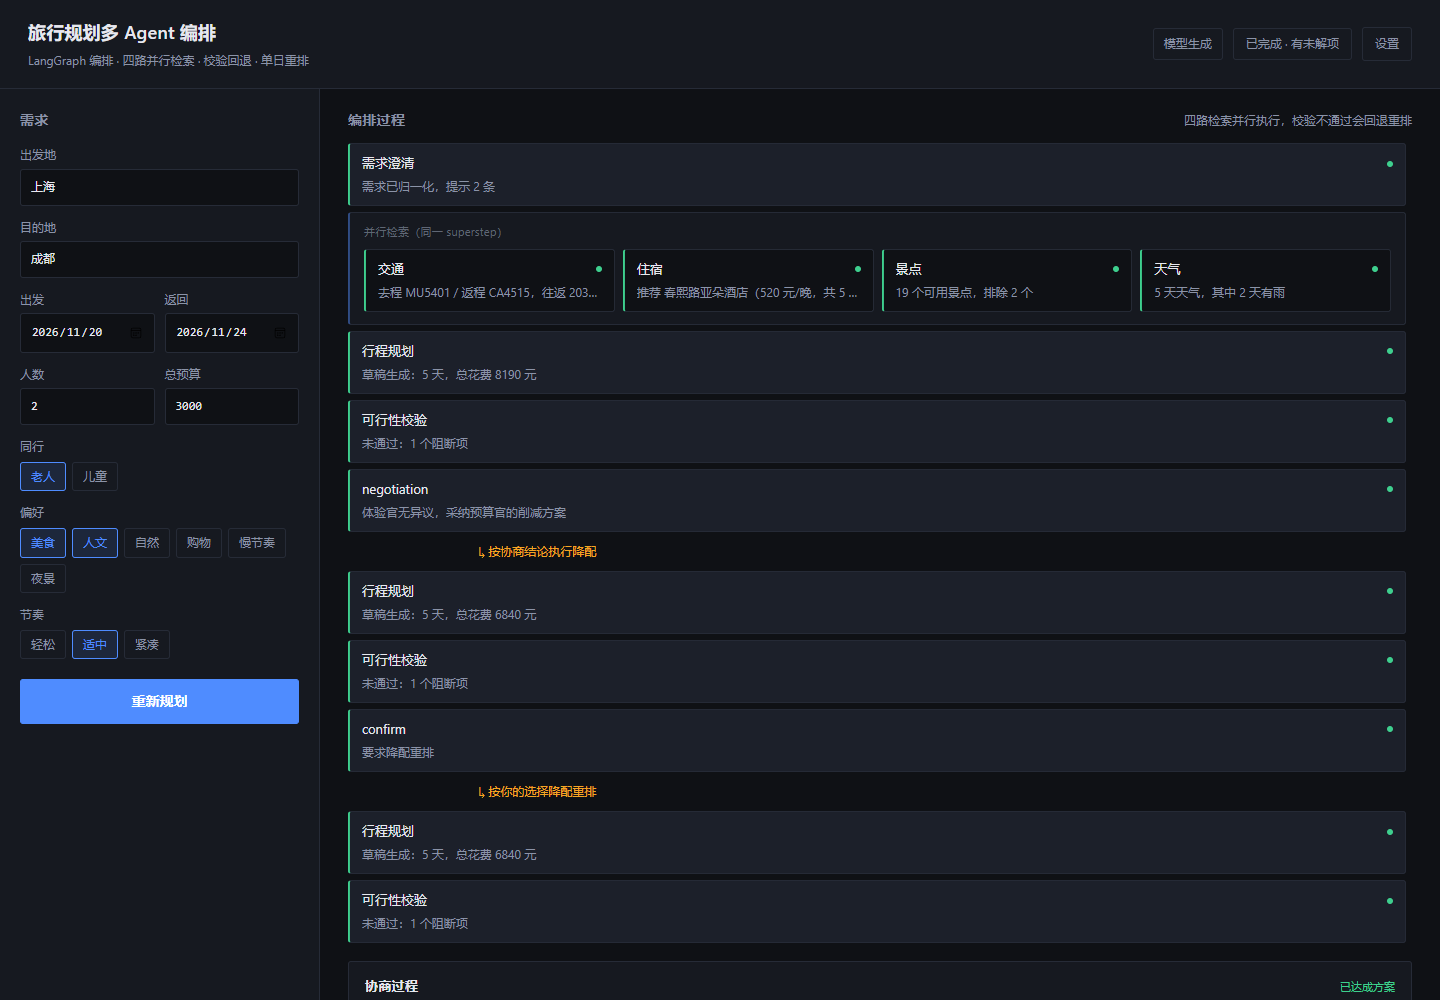 旅行规划多 Agent 编排
LangGraph 编排 · 四路并行检索 · 校验回退 · 单日重排
模型生成
已完成 · 有未解项
设置
需求
出发地
上海
目的地
成都
出发
返回
2026/11/20
2026/11/24
人数
总预算
2
3000
同行
老人
儿童
偏好
美食
人文
自然
购物
慢节奏
夜景
节奏
轻松
适中
紧凑
重新规划
编排过程
四路检索并行执行，校验不通过会回退重排
需求澄清
需求已归一化，提示 2 条
并行检索（同一 superstep）
交通
去程 MU5401 / 返程 CA4515，往返 203...
住宿
推荐 春熙路亚朵酒店（520 元/晚，共 5 ...
景点
19 个可用景点，排除 2 个
天气
5 天天气，其中 2 天有雨
行程规划
草稿生成：5 天，总花费 8190 元
可行性校验
未通过：1 个阻断项
negotiation
体验官无异议，采纳预算官的削减方案
↳ 按协商结论执行降配
行程规划
草稿生成：5 天，总花费 6840 元
可行性校验
未通过：1 个阻断项
confirm
要求降配重排
↳ 按你的选择降配重排
行程规划
草稿生成：5 天，总花费 6840 元
可行性校验
未通过：1 个阻断项
协商过程
已达成方案